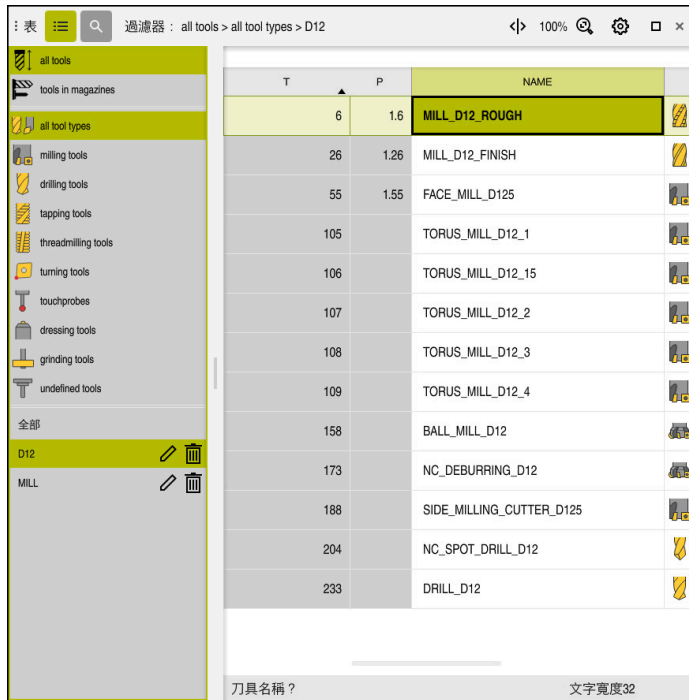 表 過濾器： all tools > all tool types > D12 100%
all tools
tools in magazines
all tool types
milling tools
drilling tools
tapping tools
threadmilling tools
turning tools
touchprobes
dressing tools
grinding tools
undefined tools
全部
D12
MILL
T P NAME
6 1.6 MILL_D12_ROUGH
26 1.26 MILL_D12_FINISH
55 1.55 FACE_MILL_D125
105 TORUS_MILL_D12_1
106 TORUS_MILL_D12_15
107 TORUS_MILL_D12_2
108 TORUS_MILL_D12_3
109 TORUS_MILL_D12_4
158 BALL_MILL_D12
173 NC_DEBURRING_D12
188 SIDE_MILLING_CUTTER_D125
204 NC_SPOT_DRILL_D12
233 DRILL_D12
刀具名稱？ 文字寬度32